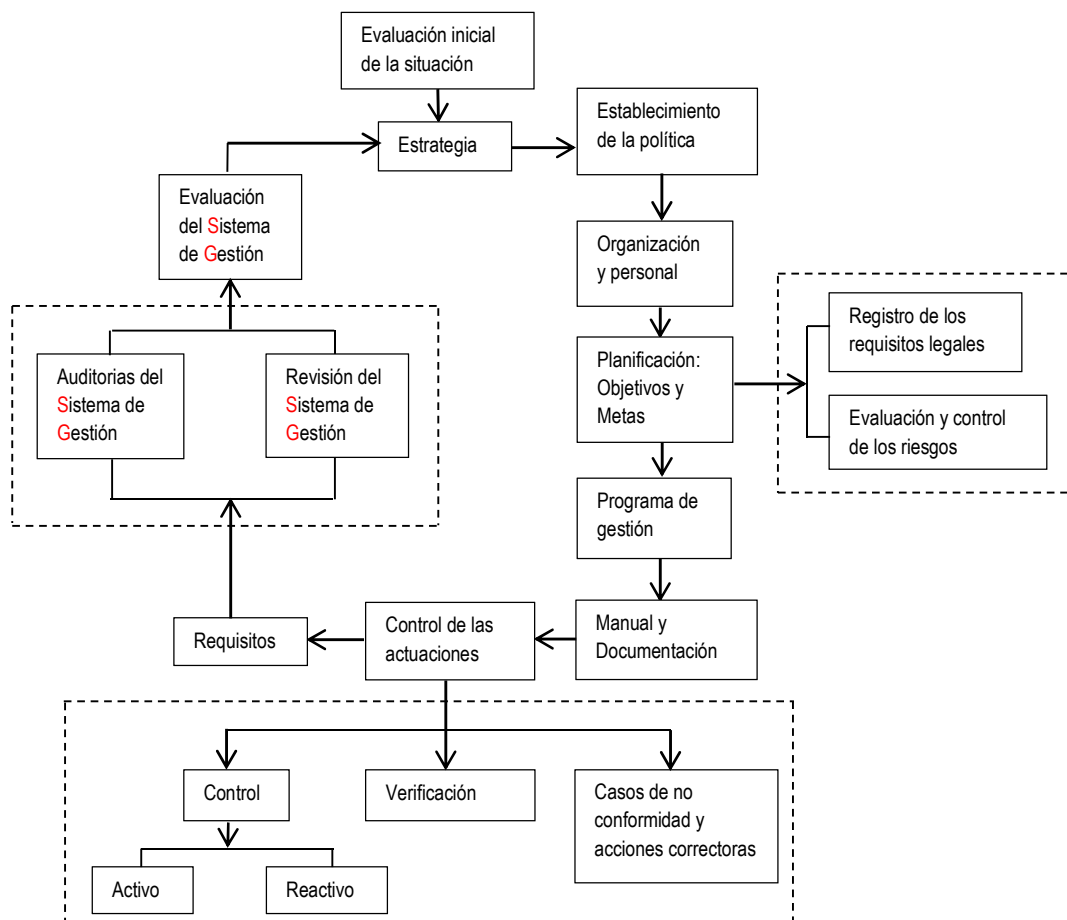 Evaluación inicial
de la situación
Estrategia
Establecimiento
de la política
Evaluación
del Sistema
de Gestión
Organización
y personal
Registro de los
requisitos legales
Auditorias del
Sistema de
Gestión
Revisión del
Sistema de
Gestión
Planificación:
Objetivos y
Metas
Evaluación y control
de los riesgos
Programa de
gestión
Requisitos
Control de las
actuaciones
Manual y
Documentación
Control
Verificación
Casos de no
conformidad y
acciones correctoras
Activo
Reactivo